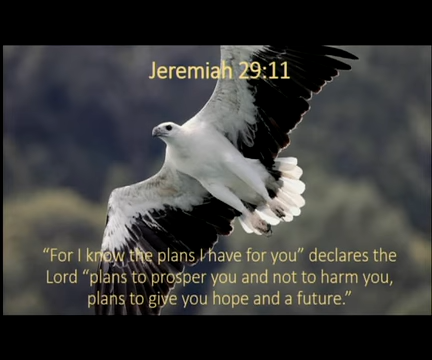 Jeremiah 29:11
“For I know the plans I have for you” declares the
Lord “plans to prosper you and not to harm you,
plans to give you hope and a future.”